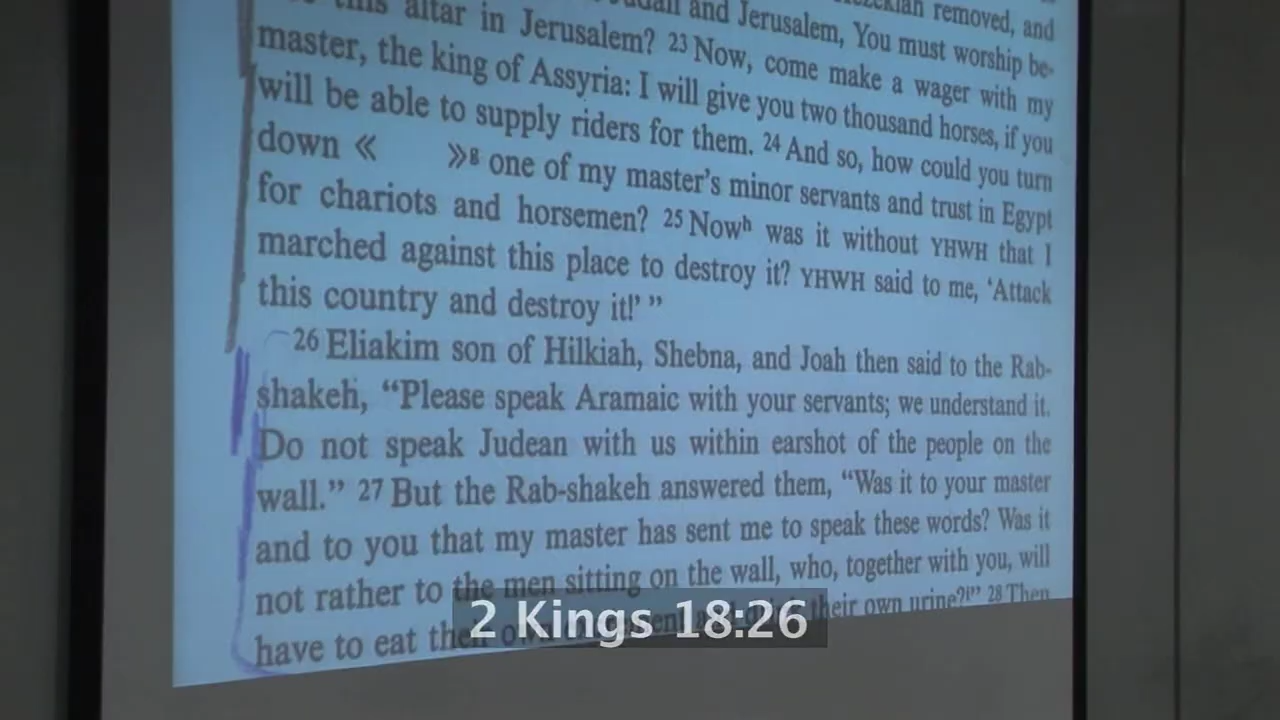 this altar in Jerusalem? 23 Now, come make a wager with my
master, the king of Assyria: I will give you two thousand horses, if you
will be able to supply riders for them. 24 And so, how could you turn
down « »g one of my master's minor servants and trust in Egypt
for chariots and horsemen? 25 Nowh was it without YHWH that I
marched against this place to destroy it? YHWH said to me, ‘Attack
this country and destroy it!’ ”
26 Eliakim son of Hilkiah, Shebna, and Joah then said to the Rab-
shakeh, “Please speak Aramaic with your servants; we understand it.
Do not speak Judean with us within earshot of the people on the
wall.” 27 But the Rab-shakeh answered them, “Was it to your master
and to you that my master has sent me to speak these words? Was it
not rather to the men sitting on the wall, who, together with you, will
have to eat their own their own urine?!” 28 Then
2 Kings 18:26